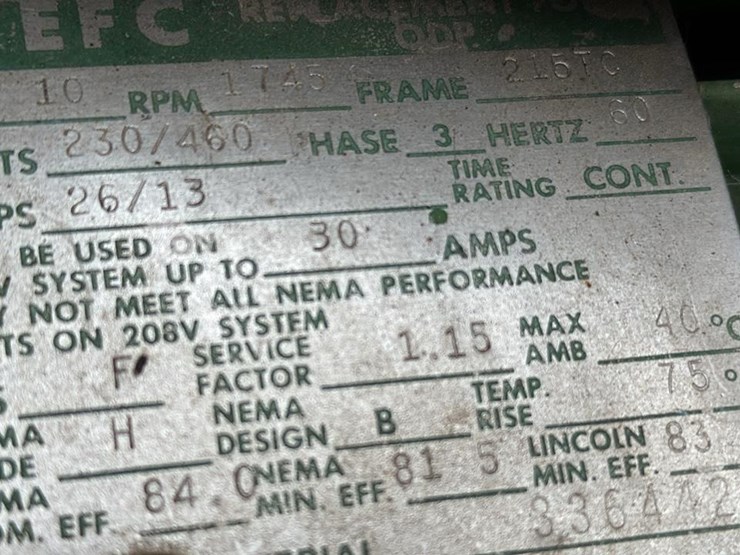 EFC REPLACEMENT FO
ODP.
10 RPM 1745 FRAME 215TC
TS 230/460 HASE 3 HERTZ 60
PS 26/13 TIME RATING CONT.
BE USED ON 30 AMPS
SYSTEM UP TO
NOT MEET ALL NEMA PERFORMANCE
TS ON 208V SYSTEM
F SERVICE FACTOR 1.15 MAX AMB 40 °C
MA DE H NEMA DESIGN B TEMP. RISE 75 °
MA M. EFF. 84.0 NEMA MIN. EFF. 81 5 LINCOLN MIN. EFF. 83